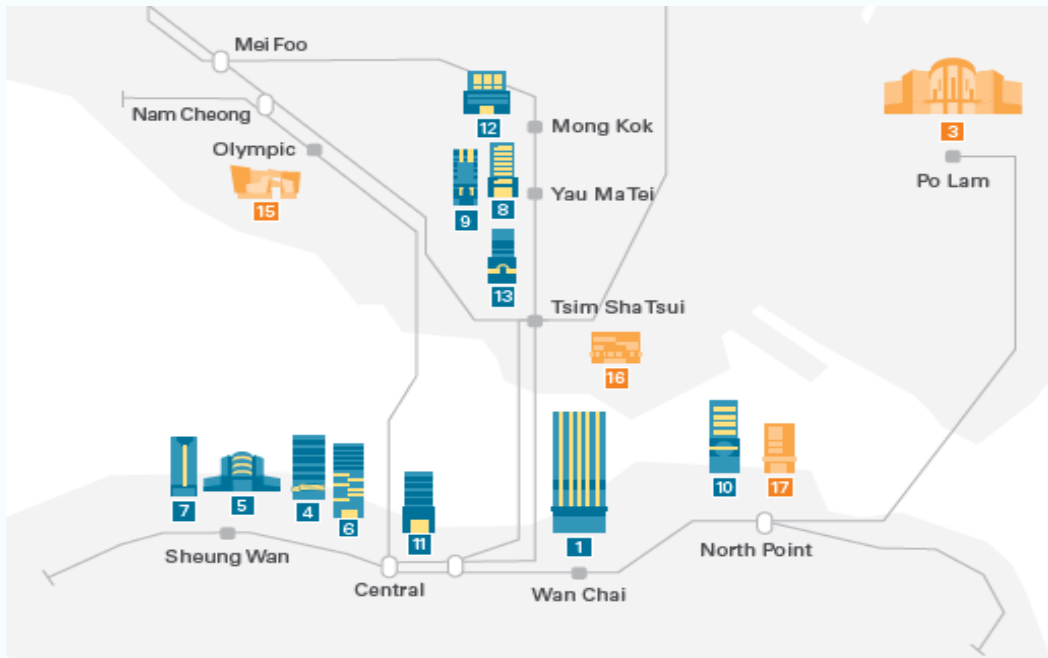 Mei Foo
Nam Cheong
Olympic
15
12
Mong Kok
9
8
Yau Ma Tei
13
Tsim Sha Tsui
16
3
Po Lam
7
5
4
6
11
1
10
17
Sheung Wan
Central
Wan Chai
North Point